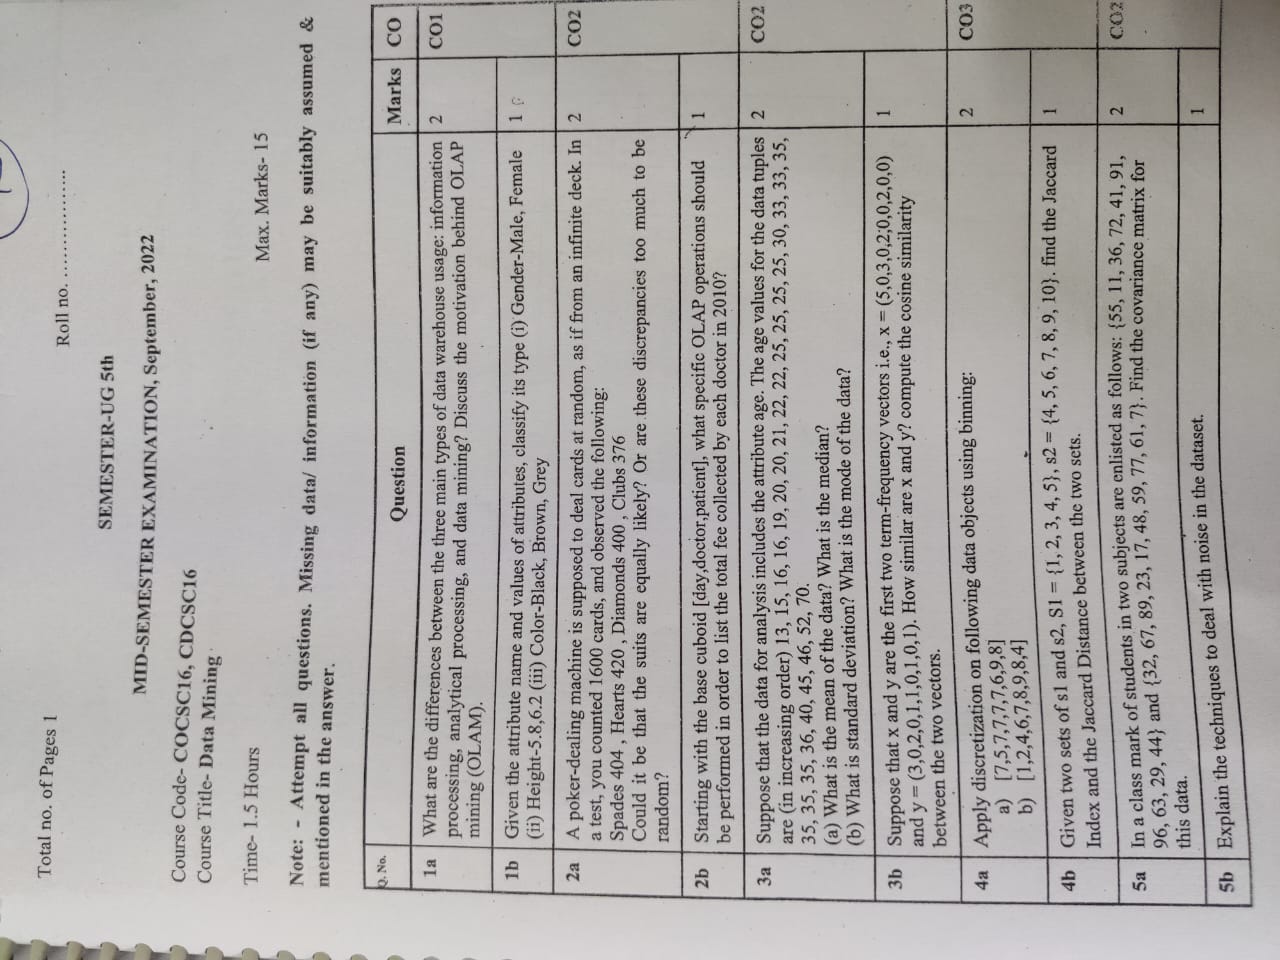 Total no. of Pages 1
Roll no. ..................
SEMESTER-UG 5th
MID-SEMESTER EXAMINATION, September, 2022
Course Code- COCSC16, CDCSC16
Course Title- Data Mining
Time- 1.5 Hours Max. Marks- 15
Note: - Attempt all questions. Missing data/ information (if any) may be suitably assumed &
mentioned in the answer.
Q. No. Question Marks CO
1a What are the differences between the three main types of data warehouse usage: information 2 CO1
processing, analytical processing, and data mining? Discuss the motivation behind OLAP
mining (OLAM).
1b Given the attribute name and values of attributes, classify its type (i) Gender-Male, Female 1
(ii) Height-5.8,6.2 (iii) Color-Black, Brown, Grey
2a A poker-dealing machine is supposed to deal cards at random, as if from an infinite deck. In 2 CO2
a test, you counted 1600 cards, and observed the following:
Spades 404 , Hearts 420 , Diamonds 400 , Clubs 376
Could it be that the suits are equally likely? Or are these discrepancies too much to be
random?
2b Starting with the base cuboid [day,doctor,patient], what specific OLAP operations should 1
be performed in order to list the total fee collected by each doctor in 2010?
3a Suppose that the data for analysis includes the attribute age. The age values for the data tuples 2 CO2
are (in increasing order) 13, 15, 16, 16, 19, 20, 20, 21, 22, 22, 25, 25, 25, 25, 30, 33, 33, 35,
35, 35, 35, 36, 40, 45, 46, 52, 70.
(a) What is the mean of the data? What is the median?
(b) What is standard deviation? What is the mode of the data?
3b Suppose that x and y are the first two term-frequency vectors i.e., x = (5,0,3,0,2,0,0,2,0,0) 1
and y = (3,0,2,0,1,1,0,1,0,1). How similar are x and y? compute the cosine similarity
between the two vectors.
4a Apply discretization on following data objects using binning: 2 CO3
a) [7,5,7,7,7,7,6,9,8]
b) [1,2,4,6,7,8,9,8,4]
4b Given two sets of s1 and s2, S1 = {1, 2, 3, 4, 5}, s2 = {4, 5, 6, 7, 8, 9, 10}. find the Jaccard 1
Index and the Jaccard Distance between the two sets.
5a In a class mark of students in two subjects are enlisted as follows: {55, 11, 36, 72, 41, 91, 2 CO2
96, 63, 29, 44} and {32, 67, 89, 23, 17, 48, 59, 77, 61, 7}. Find the covariance matrix for
this data.
5b Explain the techniques to deal with noise in the dataset. 1